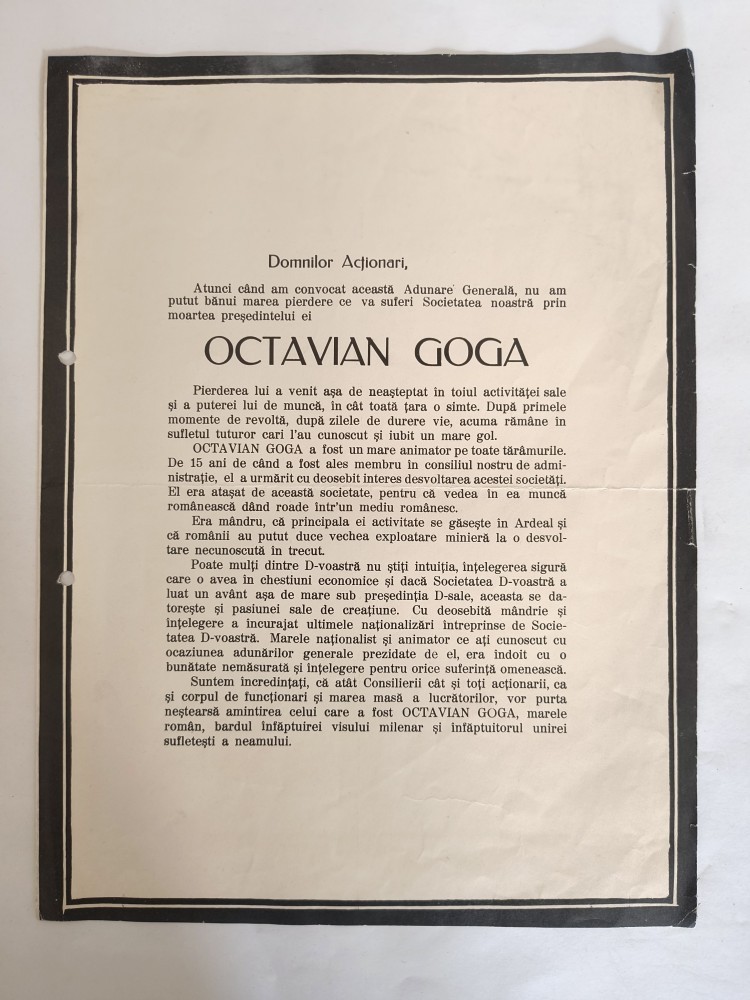 Domnilor Acționari,
Atunci când am convocat această Adunare Generală, nu am
putut bănui marea pierdere ce va suferi Societatea noastră prin
moartea președintelui ei
OCTAVIAN GOGA
Pierderea lui a venit așa de neașteptat în toiul activităței sale
și a puterei lui de muncă, în cât toată țara o simte. După primele
momente de revoltă, după zilele de durere vie, acuma rămâne în
sufletul tuturor cari l'au cunoscut și iubit un mare gol.
OCTAVIAN GOGA a fost un mare animator pe toate tărâmurile.
De 15 ani de când a fost ales membru în consiliul nostru de admi-
nistrație, el a urmărit cu deosebit interes desvoltarea acestei societăți.
El era atașat de această societate, pentru că vedea în ea muncă
românească dând roade într'un mediu românesc.
Era mândru, că principala ei activitate se găsește în Ardeal și
că românii au putut duce vechea exploatare minieră la o desvol-
tare necunoscută în trecut.
Poate mulți dintre D-voastră nu știți intuiția, ințelegerea sigură
care o avea in chestiuni economice și dacă Societatea D-voastră a
luat un avânt așa de mare sub președinția D-sale, aceasta se da-
torește și pasiunei sale de creațiune. Cu deosebită mândrie și
ințelegere a incurajat ultimele naționalizări intreprinse de Socie-
tatea D-voastră. Marele naționalist și animator ce ați cunoscut cu
ocaziunea adunărilor generale prezidate de el, era indoit cu o
bunătate nemăsurată și ințelegere pentru orice suferință omenească.
Suntem incredințați, că atât Consilierii cât și toți acționarii, ca
și corpul de funcționari și marea masă a lucrătorilor, vor purta
neștearsă amintirea celui care a fost OCTAVIAN GOGA, marele
român, bardul infăptuirei visului milenar și infăptuitorul unirei
sufletești a neamului.